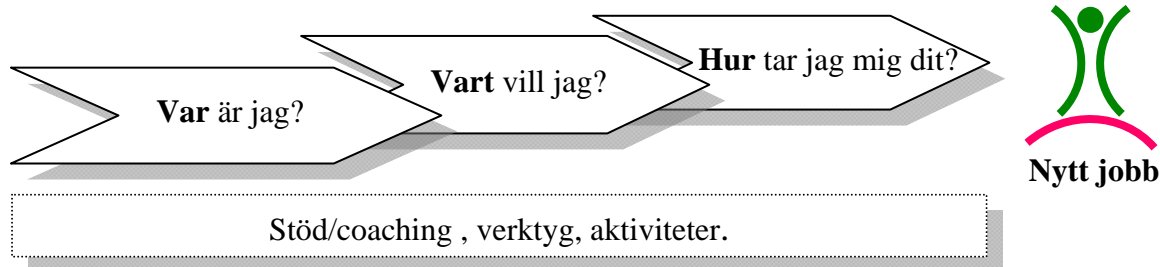 Var är jag?
Vart vill jag?
Hur tar jag mig dit?
Nytt jobb
Stöd/coaching , verktyg, aktiviteter.